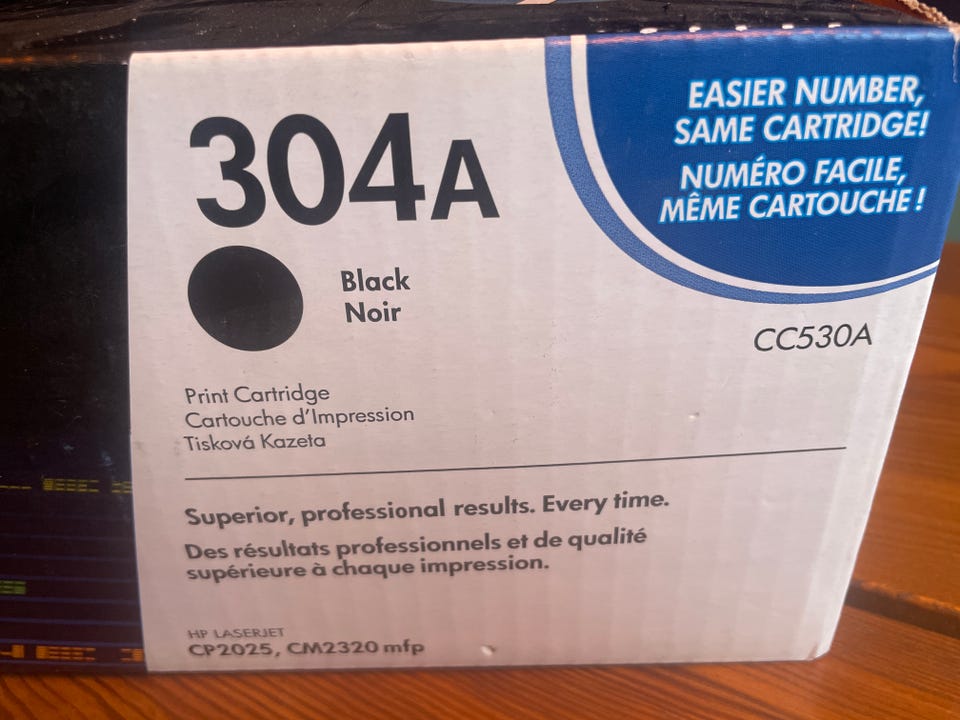 304A
EASIER NUMBER,
SAME CARTRIDGE!
NUMÉRO FACILE,
MÊME CARTOUCHE !
Black
Noir
CC530A
Print Cartridge
Cartouche d'Impression
Tisková Kazeta
Superior, professional results. Every time.
Des résultats professionnels et de qualité
supérieure à chaque impression.
HP LASERJET
CP2025, CM2320 mfp